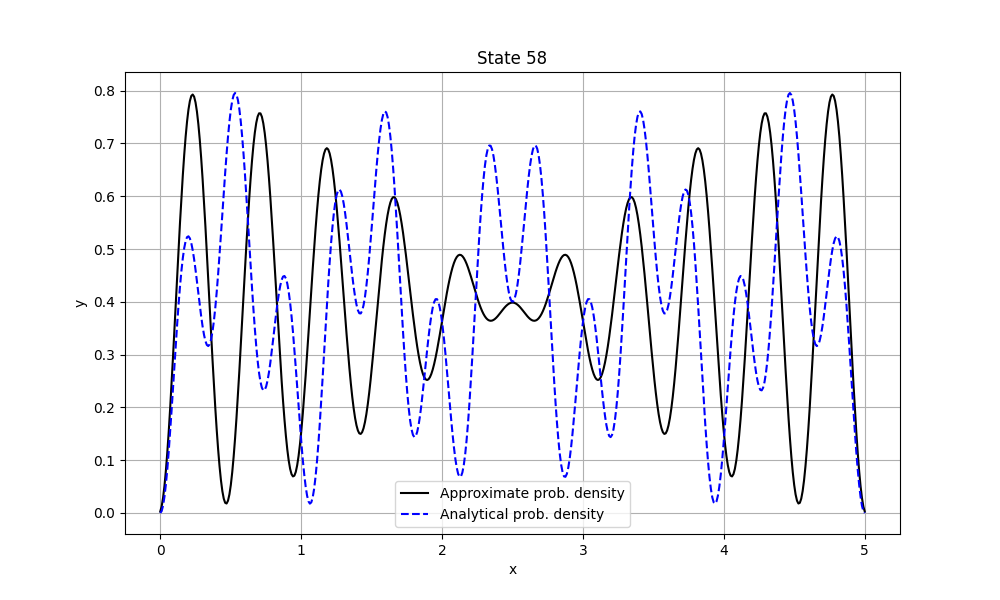 State 58
0.8
0.7
0.6
0.5
0.4
0.3
0.2
0.1
0.0
y
Approximate prob. density
Analytical prob. density
0 1 2 3 4 5
x